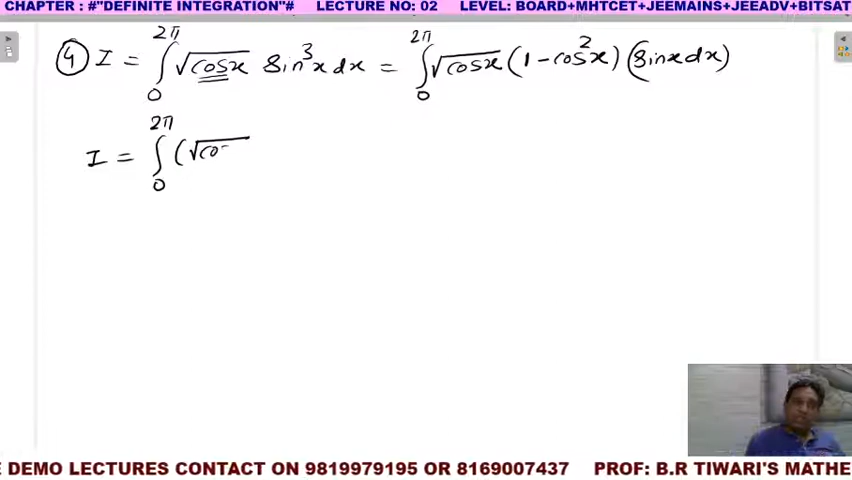 CHAPTER : #"DEFINITE INTEGRATION"# LECTURE NO: 02 LEVEL: BOARD+MHTCET+JEEMAINS+JEEADV+BITSAT
④ I = ∫₀^{2π} √cosx sin³x dx = ∫₀^{2π} √cosx (1-cos²x) (sinx dx)
I = ∫₀^{2π} (√co
E DEMO LECTURES CONTACT ON 9819979195 OR 8169007437 PROF: B.R TIWARI'S MATHE